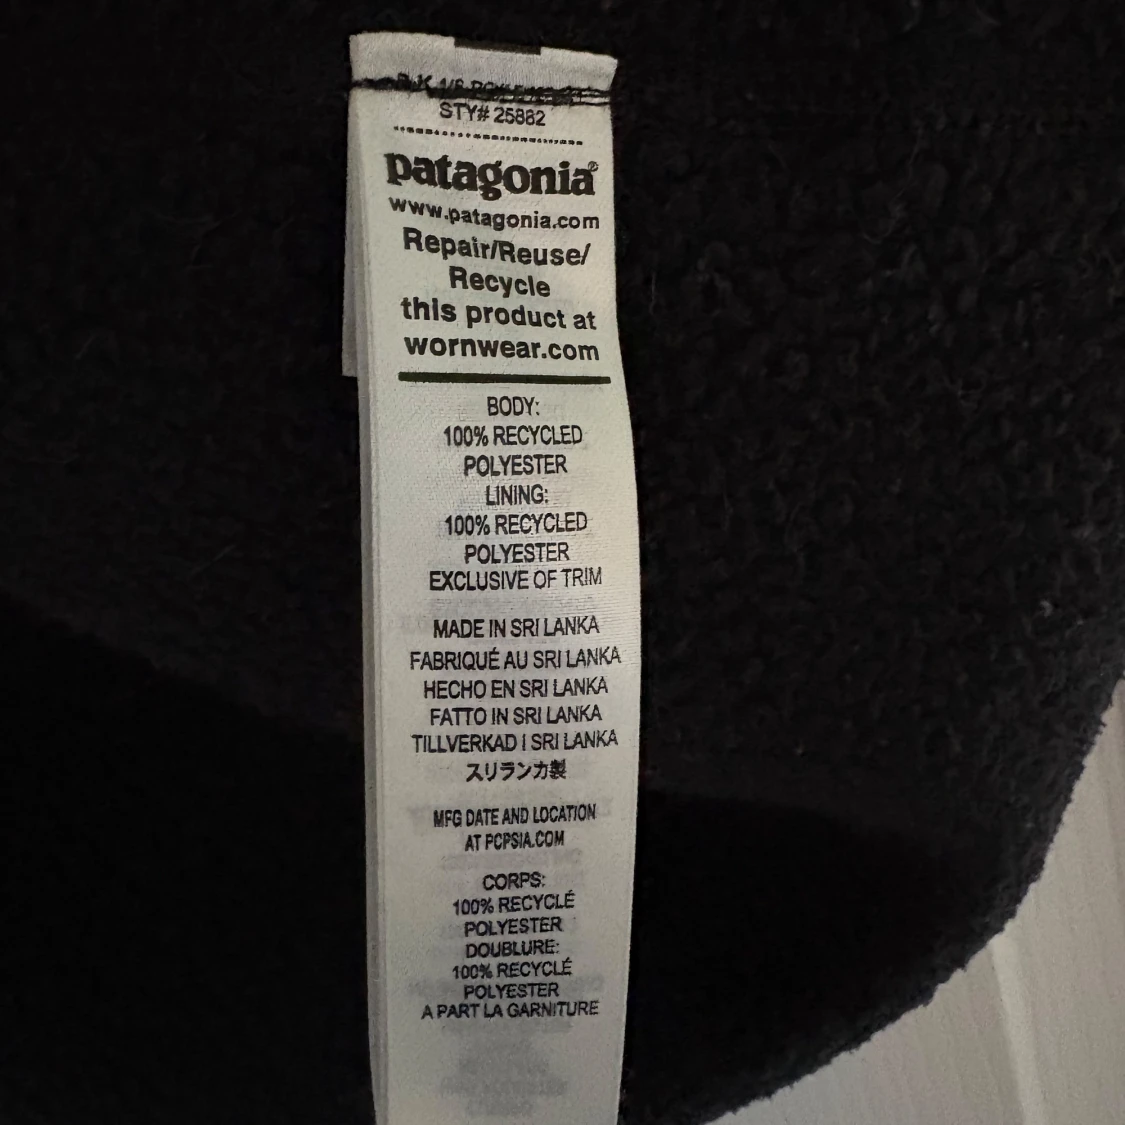 STY# 25882
patagonia®
www.patagonia.com
Repair/Reuse/
Recycle
this product at
wornwear.com
BODY:
100% RECYCLED
POLYESTER
LINING:
100% RECYCLED
POLYESTER
EXCLUSIVE OF TRIM
MADE IN SRI LANKA
FABRIQUÉ AU SRI LANKA
HECHO EN SRI LANKA
FATTO IN SRI LANKA
TILLVERKAD I SRI LANKA
スリランカ製
MFG DATE AND LOCATION
AT PCPSIA.COM
CORPS:
100% RECYCLÉ
POLYESTER
DOUBLURE:
100% RECYCLÉ
POLYESTER
A PART LA GARNITURE